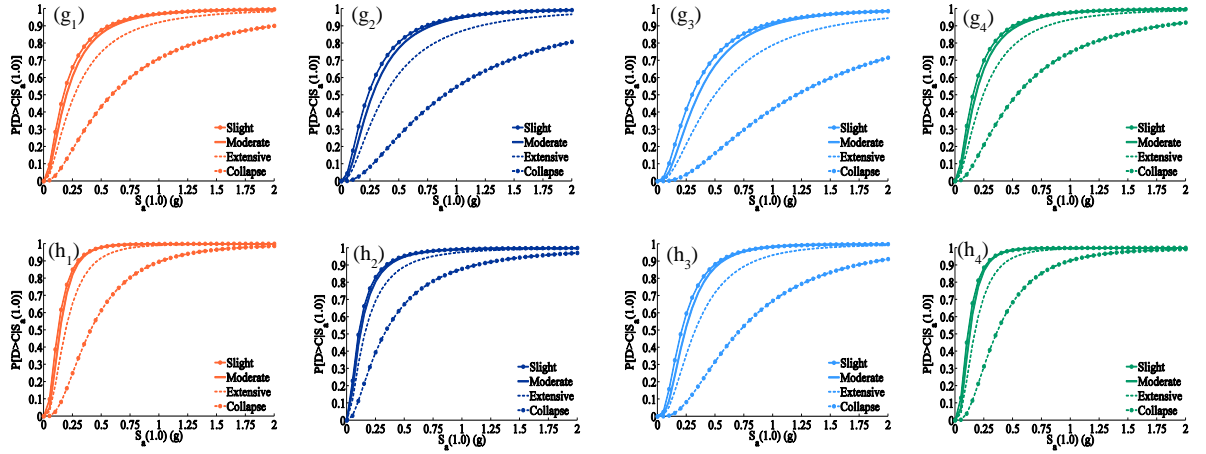 (g1)
P[D>C|Sa(1.0)]
1
0.9
0.8
0.7
0.6
0.5
0.4
0.3
0.2
0.1
0
Slight
Moderate
Extensive
Collapse
0 0.25 0.5 0.75 1 1.25 1.5 1.75 2
Sa(1.0) (g)
(g2)
P[D>C|Sa(1.0)]
1
0.9
0.8
0.7
0.6
0.5
0.4
0.3
0.2
0.1
0
Slight
Moderate
Extensive
Collapse
0 0.25 0.5 0.75 1 1.25 1.5 1.75 2
Sa(1.0) (g)
(g3)
P[D>C|Sa(1.0)]
1
0.9
0.8
0.7
0.6
0.5
0.4
0.3
0.2
0.1
0
Slight
Moderate
Extensive
Collapse
0 0.25 0.5 0.75 1 1.25 1.5 1.75 2
Sa(1.0) (g)
(g4)
P[D>C|Sa(1.0)]
1
0.9
0.8
0.7
0.6
0.5
0.4
0.3
0.2
0.1
0
Slight
Moderate
Extensive
Collapse
0 0.25 0.5 0.75 1 1.25 1.5 1.75 2
Sa(1.0) (g)
(h1)
P[D>C|Sa(1.0)]
1
0.9
0.8
0.7
0.6
0.5
0.4
0.3
0.2
0.1
0
Slight
Moderate
Extensive
Collapse
0 0.25 0.5 0.75 1 1.25 1.5 1.75 2
Sa(1.0) (g)
(h2)
P[D>C|Sa(1.0)]
1
0.9
0.8
0.7
0.6
0.5
0.4
0.3
0.2
0.1
0
Slight
Moderate
Extensive
Collapse
0 0.25 0.5 0.75 1 1.25 1.5 1.75 2
Sa(1.0) (g)
(h3)
P[D>C|Sa(1.0)]
1
0.9
0.8
0.7
0.6
0.5
0.4
0.3
0.2
0.1
0
Slight
Moderate
Extensive
Collapse
0 0.25 0.5 0.75 1 1.25 1.5 1.75 2
Sa(1.0) (g)
(h4)
P[D>C|Sa(1.0)]
1
0.9
0.8
0.7
0.6
0.5
0.4
0.3
0.2
0.1
0
Slight
Moderate
Extensive
Collapse
0 0.25 0.5 0.75 1 1.25 1.5 1.75 2
Sa(1.0) (g)